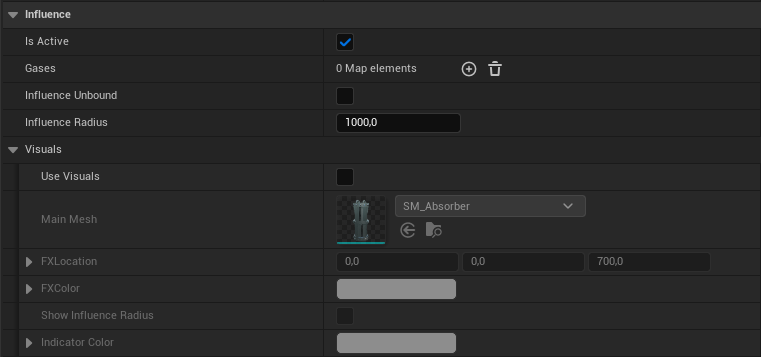 Influence
Is Active
Gases 0 Map elements
Influence Unbound
Influence Radius 1000,0
Visuals
Use Visuals
Main Mesh SM_Absorber
FXLocation 0,0 0,0 700,0
FXColor
Show Influence Radius
Indicator Color